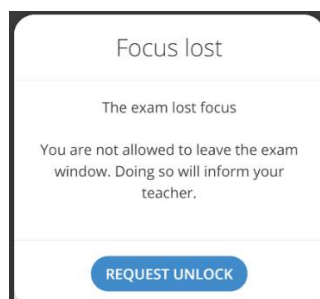 Focus lost
The exam lost focus
You are not allowed to leave the exam
window. Doing so will inform your
teacher.
REQUEST UNLOCK